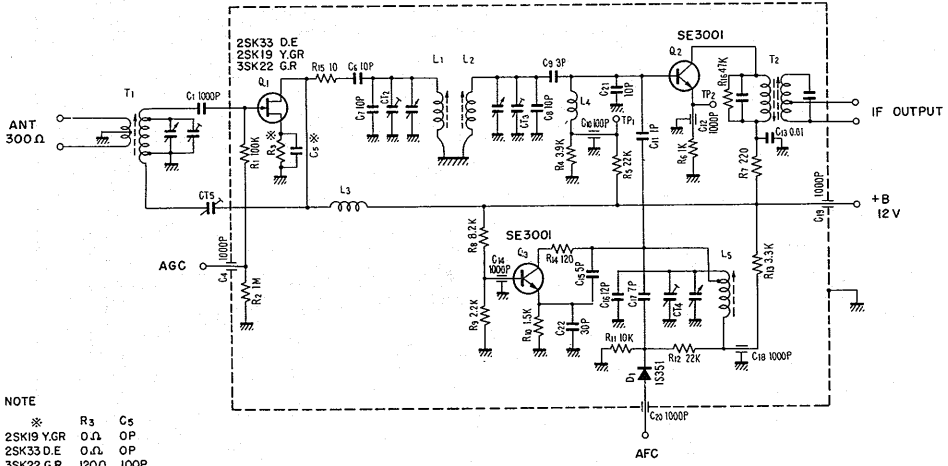 2SK33 D.E
2SK19 Y.GR
3SK22 G.R
Q1
SE3001
Q2
T1
C1 1000P
R15 10
C6 10P
L1
L2
C9 3P
C21 10P
R16 47K
T2
ANT
300Ω
R1 100K
R3 ※
C5 ※
C7 10P
CT2
CT3
C8 10P
L4
C10 100P
TP1
C11 1P
TP2
C12 1000P
IF OUTPUT
C13 0.01
R4 3.9K
R5 22K
R6 1K
R7 220
CT5
L3
C19 1000P
+B
12V
AGC
C4 1000P
R2 1M
R8 8.2K
SE3001
Q3
C14 1000P
R14 120
C15 5P
L5
R13 3.3K
C16 12P
C17 7P
CT4
R9 2.2K
R10 1.5K
C22 30P
R11 10K
R12 22K
C18 1000P
D1
1S351
C20 1000P
AFC
NOTE
※ R3 C5
2SK19 Y.GR 0Ω 0P
2SK33 D.E 0Ω 0P
3SK22 G.R 120Ω 100P